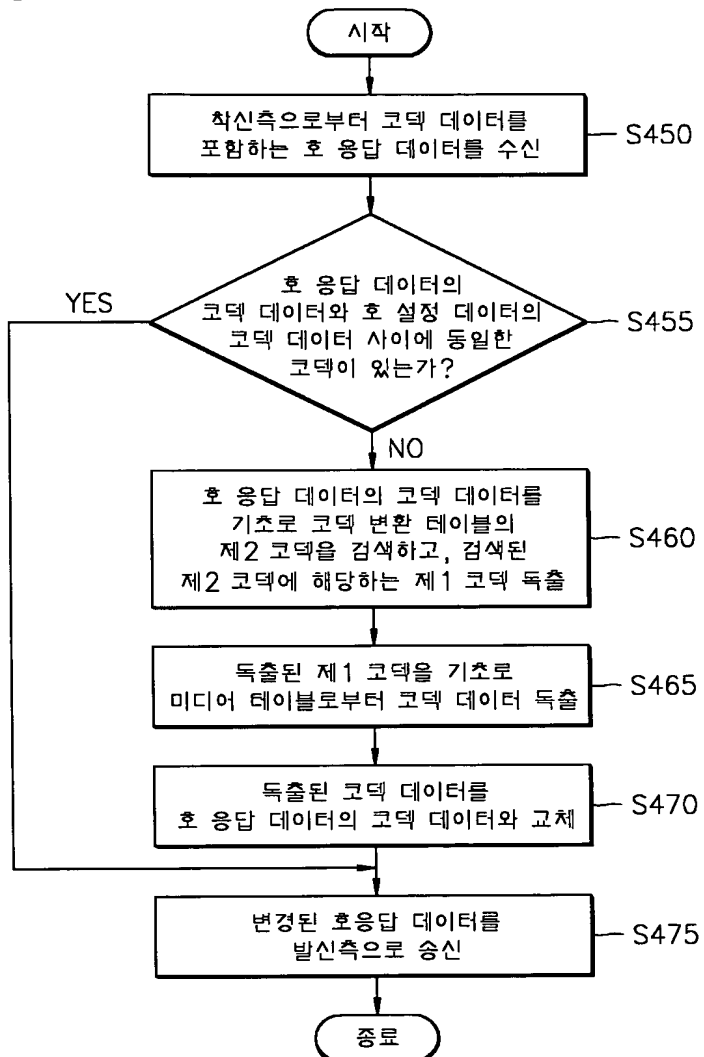 시작
착신측으로부터 코덱 데이터를
포함하는 호 응답 데이터를 수신
S450
호 응답 데이터의
코덱 데이터와 호 설정 데이터의
코덱 데이터 사이에 동일한
코덱이 있는가?
S455
YES
NO
호 응답 데이터의 코덱 데이터를
기초로 코덱 변환 테이블의
제2 코덱을 검색하고, 검색된
제2 코덱에 해당하는 제1 코덱 독출
S460
독출된 제1 코덱을 기초로
미디어 테이블로부터 코덱 데이터 독출
S465
독출된 코덱 데이터를
호 응답 데이터의 코덱 데이터와 교체
S470
변경된 호응답 데이터를
발신측으로 송신
S475
종료